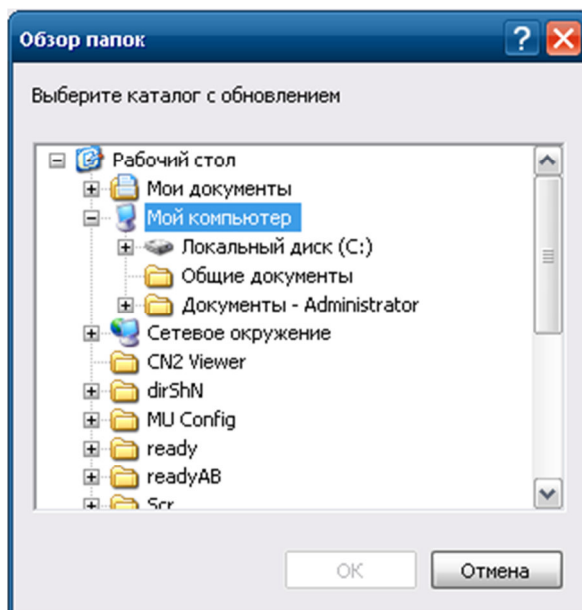 Обзор папок
Выберите каталог с обновлением
Рабочий стол
Мои документы
Мой компьютер
Локальный диск (C:)
Общие документы
Документы - Administrator
Сетевое окружение
CN2 Viewer
dirShN
MU Config
ready
readyAB
Scr
OK
Отмена